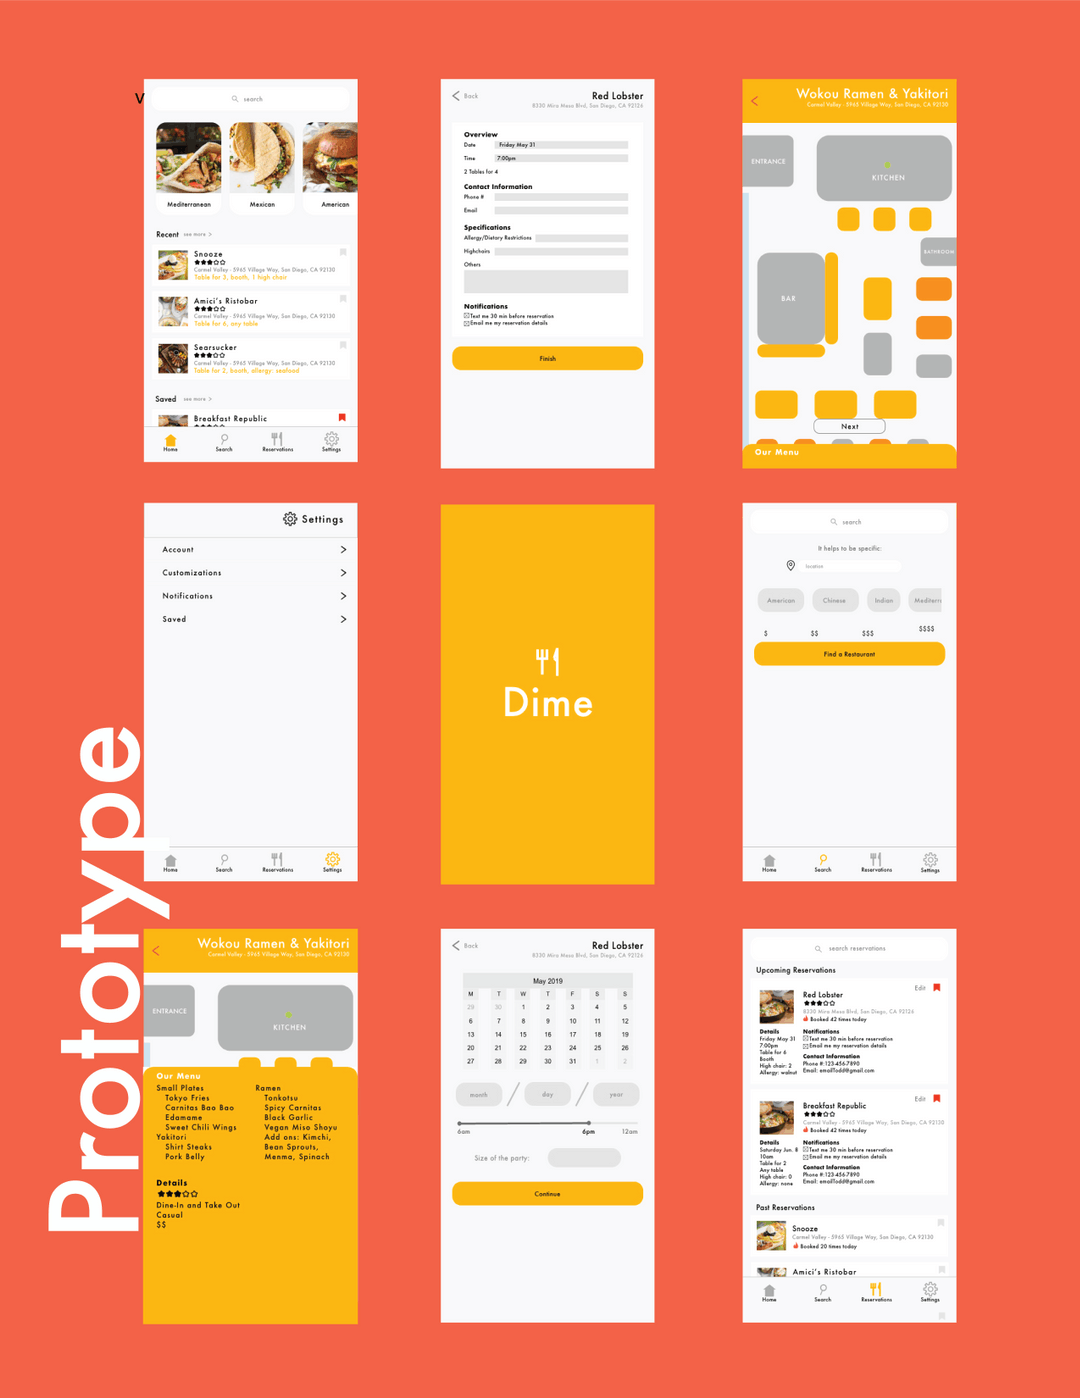 V
search
Mediterranean
Mexican
American
Recent
see more >
Snooze
Carmel Valley - 5965 Village Way, San Diego, CA 92130
Table for 3, booth, 1 high chair
Amici's Ristobar
Carmel Valley - 5965 Village Way, San Diego, CA 92130
Table for 6, any table
Searsucker
Carmel Valley - 5965 Village Way, San Diego, CA 92130
Table for 2, booth, allergy: seafood
Saved
see more >
Breakfast Republic
Home
Search
Reservations
Settings
Back
Red Lobster
8330 Mira Mesa Blvd, San Diego, CA 92126
Overview
Date Friday May 31
Time 7:00pm
2 Tables for 4
Contact Information
Phone #
Email
Specifications
Allergy/Dietary Restrictions
Highchairs
Others
Notifications
Text me 30 min before reservation
Email me my reservation details
Finish
Wokou Ramen & Yakitori
Carmel Valley - 5965 Village Way, San Diego, CA 92130
ENTRANCE
KITCHEN
BATHROOM
BAR
Next
Our Menu
Settings
Account
Customizations
Notifications
Saved
Home
Search
Reservations
Settings
Dime
search
It helps to be specific:
location
American
Chinese
Indian
Mediterr
$
$$
$$$
$$$$
Find a Restaurant
Home
Search
Reservations
Settings
Prototype
Wokou Ramen & Yakitori
Carmel Valley - 5965 Village Way, San Diego, CA 92130
ENTRANCE
KITCHEN
Our Menu
Small Plates
Tokyo Fries
Carnitas Bao Bao
Edamame
Sweet Chili Wings
Yakitori
Shirt Steaks
Pork Belly
Ramen
Tonkotsu
Spicy Carnitas
Black Garlic
Vegan Miso Shoyu
Add ons: Kimchi,
Bean Sprouts,
Menma, Spinach
Details
Dine-In and Take Out
Casual
$$
Back
Red Lobster
8330 Mira Mesa Blvd, San Diego, CA 92126
May 2019
M T W T F S S
29 30 1 2 3 4 5
6 7 8 9 10 11 12
13 14 15 16 17 18 19
20 21 22 23 24 25 26
27 28 29 30 31 1 2
month / day / year
6am 6pm 12am
Size of the party:
Continue
search reservations
Upcoming Reservations
Edit
Red Lobster
8330 Mira Mesa Blvd, San Diego, CA 92126
Booked 42 times today
Details
Friday May 31
7:00pm
Table for 6
Booth
High chair: 2
Allergy: walnut
Notifications
Text me 30 min before reservation
Email me my reservation details
Contact Information
Phone #:123-456-7890
Email: emailTodd@gmail.com
Edit
Breakfast Republic
Carmel Valley - 5965 Village Way, San Diego, CA 92130
Booked 42 times today
Details
Saturday Jun. 8
10am
Table for 2
Any table
High chair: 0
Allergy: none
Notifications
Text me 30 min before reservation
Email me my reservation details
Contact Information
Phone #:123-456-7890
Email: emailTodd@gmail.com
Past Reservations
Snooze
Carmel Valley - 5965 Village Way, San Diego, CA 92130
Booked 20 times today
Amici's Ristobar
Home
Search
Reservations
Settings